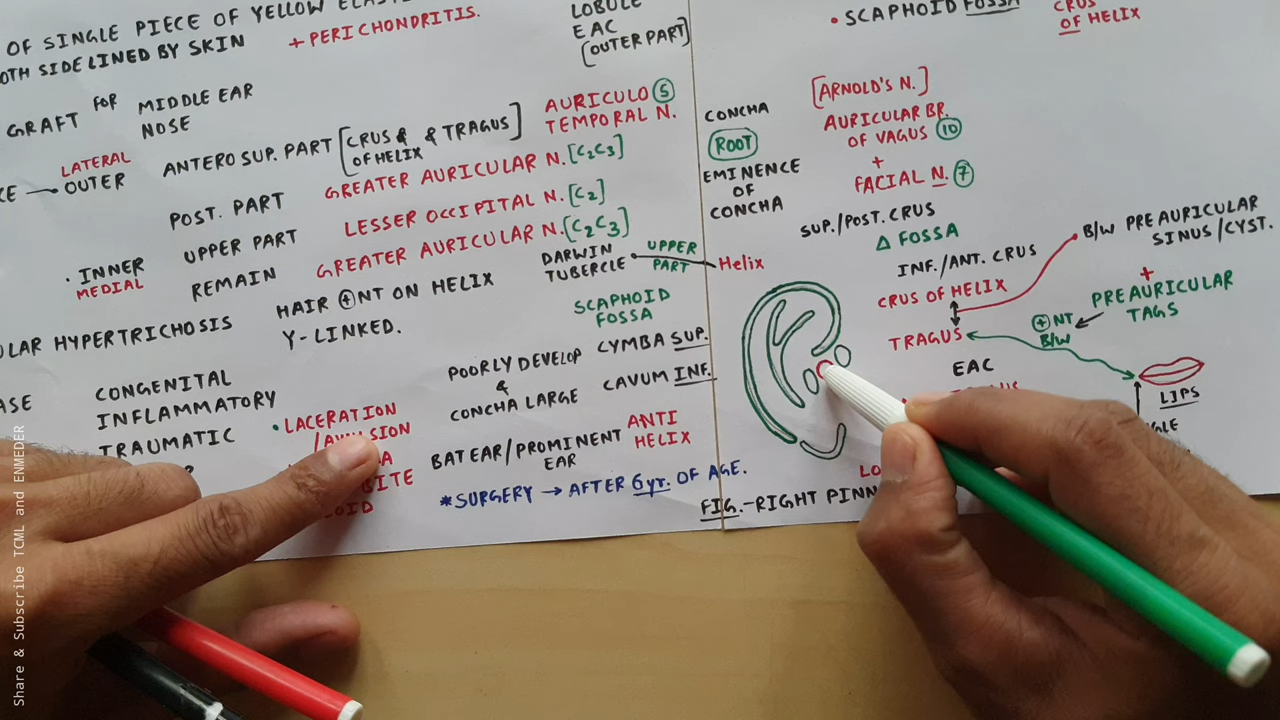 OF SINGLE PIECE OF YELLOW
OTH SIDE LINED BY SKIN
+ PERICHONDRITIS.
GRAFT FOR MIDDLE EAR
NOSE
LATERAL
OUTER
ANTERO SUP. PART [CRUS & & TRAGUS]
OF HELIX
AURICULO (5)
TEMPORAL N.
POST. PART
GREATER AURICULAR N. [C2C3]
• INNER
MEDIAL
UPPER PART
LESSER OCCIPITAL N. [C2]
REMAIN
GREATER AURICULAR N. [C2C3]
HYPERTRICHOSIS
HAIR ⊕NT ON HELIX
Y-LINKED.
CONGENITAL
INFLAMMATORY
TRAUMATIC
• LACERATION
BITE
POORLY DEVELOP
&
CONCHA LARGE
BAT EAR/PROMINENT
EAR
*SURGERY → AFTER 6yr. OF AGE.
LOBULE
EAC
[OUTER PART]
DARWIN
TUBERCLE
UPPER
PART
Helix
SCAPHOID
FOSSA
CYMBA SUP.
CAVUM INF.
ANTI
HELIX
CONCHA
ROOT
EMINENCE
OF
CONCHA
• SCAPHOID FOSSA
CRUS
OF HELIX
[ARNOLD'S N.]
AURICULAR BR.
OF VAGUS (10)
+
FACIAL N. (7)
SUP./POST. CRUS
Δ FOSSA
INF./ANT. CRUS
CRUS OF HELIX
TRAGUS
EAC
B/W PREAURICULAR
SINUS/CYST.
+
PREAURICULAR
TAGS
⊕NT
B/W
LIPS
FIG.-RIGHT
Share & Subscribe TCML and ENMEDER